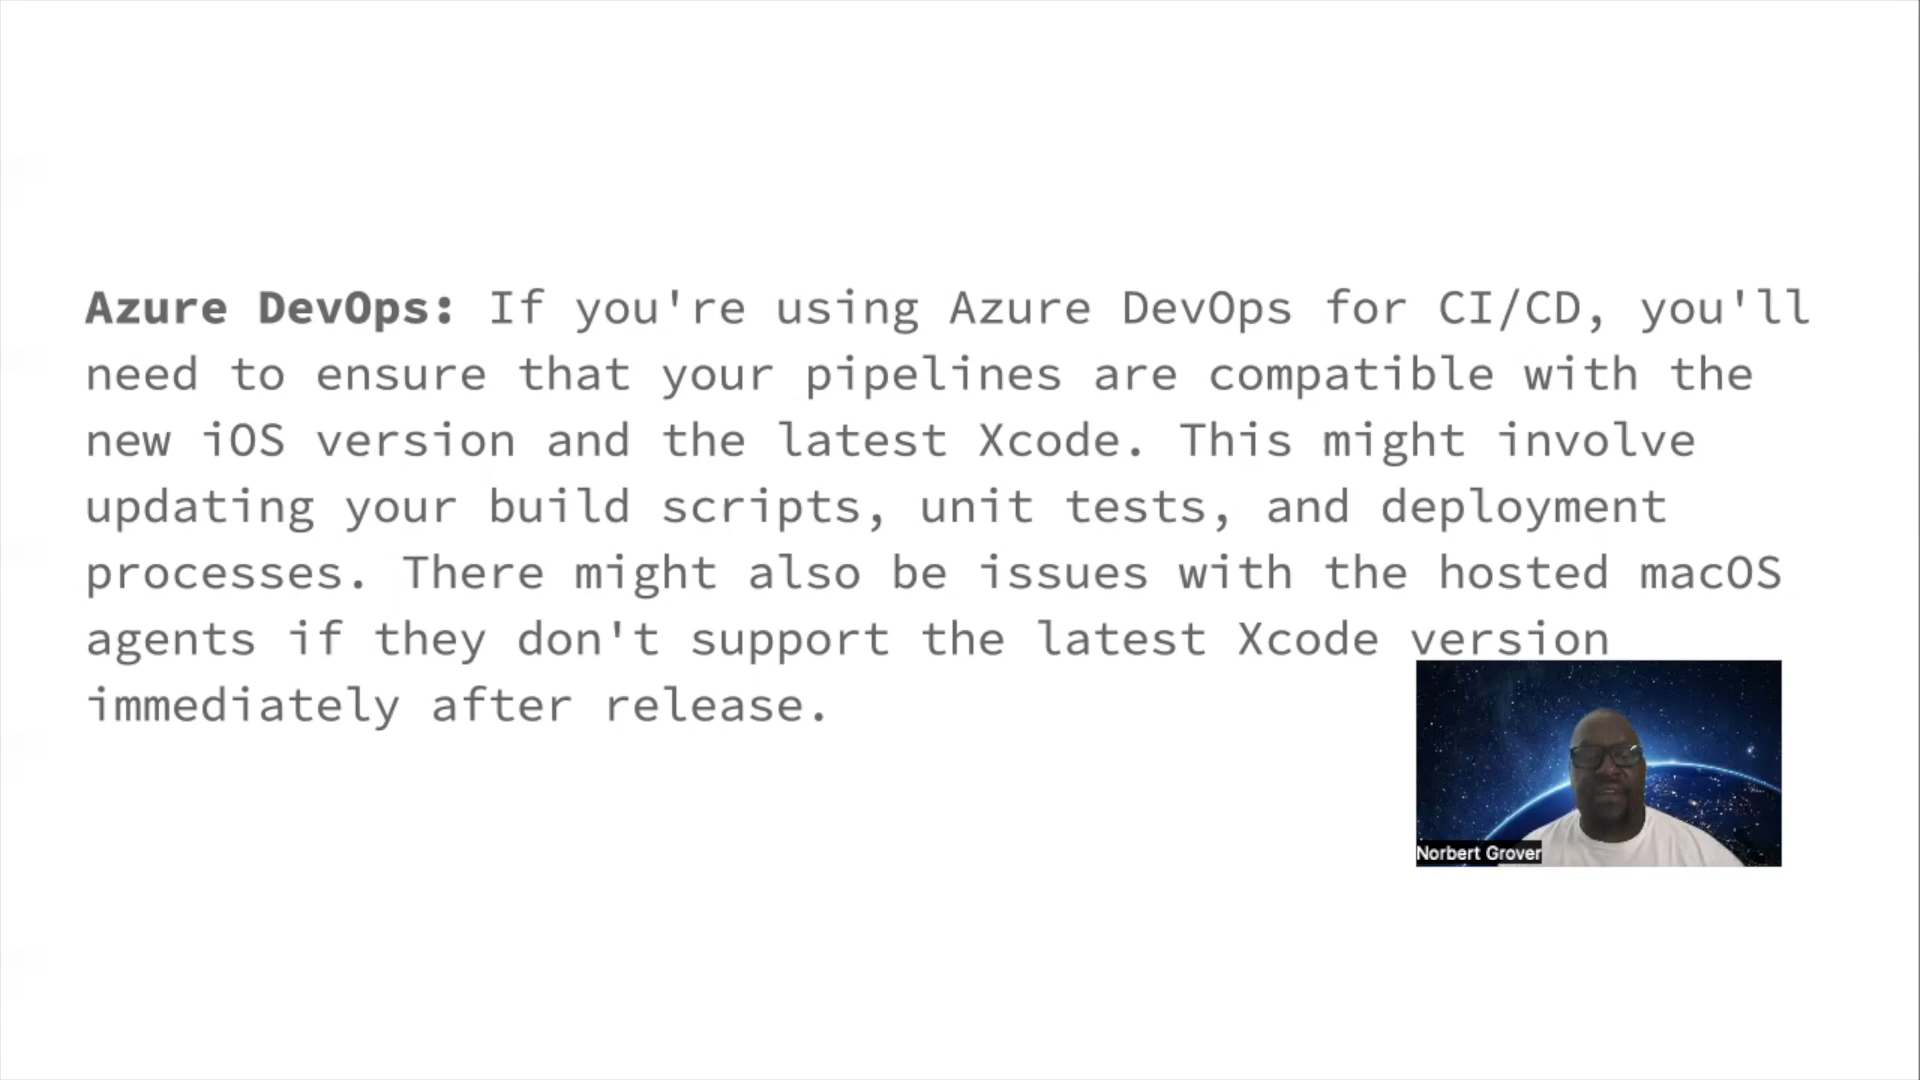 Azure DevOps: If you're using Azure DevOps for CI/CD, you'll
need to ensure that your pipelines are compatible with the
new iOS version and the latest Xcode. This might involve
updating your build scripts, unit tests, and deployment
processes. There might also be issues with the hosted macOS
agents if they don't support the latest Xcode version
immediately after release.
Norbert Grover